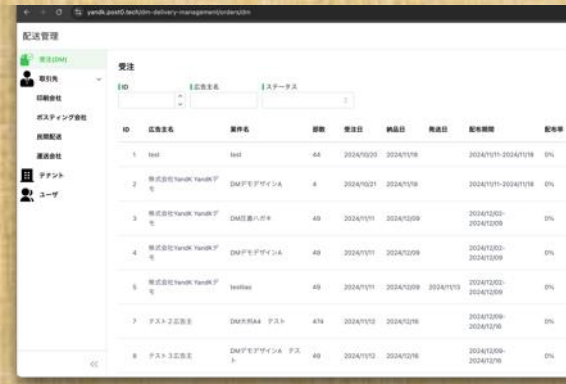 yendk.post0.tech/dm-delivery-management/orders/dm
配送管理
受注(DM)
取引先
印刷会社
ポスティング会社
民間配送
運送会社
テナント
ユーザ
受注
ID 広告主名 ステータス
ID 広告主名 案件名 部数 受注日 納品日 発送日 配布期間 配布率
1 test test 44 2024/10/20 2024/11/18 2024/11/11-2024/11/18 0%
2 株式会社YandK YandKデモ DMデモデザインA 4 2024/10/21 2024/11/18 2024/11/11-2024/11/18 0%
3 株式会社YandK YandKデモ DM圧着ハガキ 49 2024/11/11 2024/12/09 2024/12/02-2024/12/09 0%
4 株式会社YandK YandKデモ DMデモデザインA 49 2024/11/11 2024/12/09 2024/12/02-2024/12/09 0%
5 株式会社YandK YandKデモ 49 2024/11/11 2024/12/09 2024/11/13 2024/12/02-2024/12/09 0%
7 テスト2広告主 DM大判A4 テスト 474 2024/11/12 2024/12/16 2024/12/09-2024/12/16 0%
8 テスト3広告主 DMデモデザインA テスト 49 2024/11/12 2024/12/16 2024/12/09-2024/12/16 0%